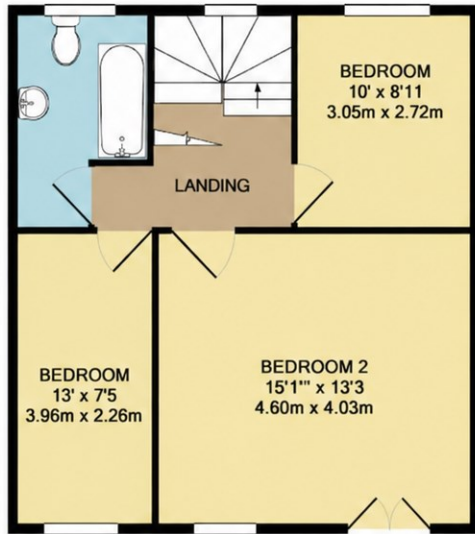 BEDROOM
10' x 8'11
3.05m x 2.72m
LANDING
BEDROOM
13' x 7'5
3.96m x 2.26m
BEDROOM 2
15'1'" x 13'3
4.60m x 4.03m